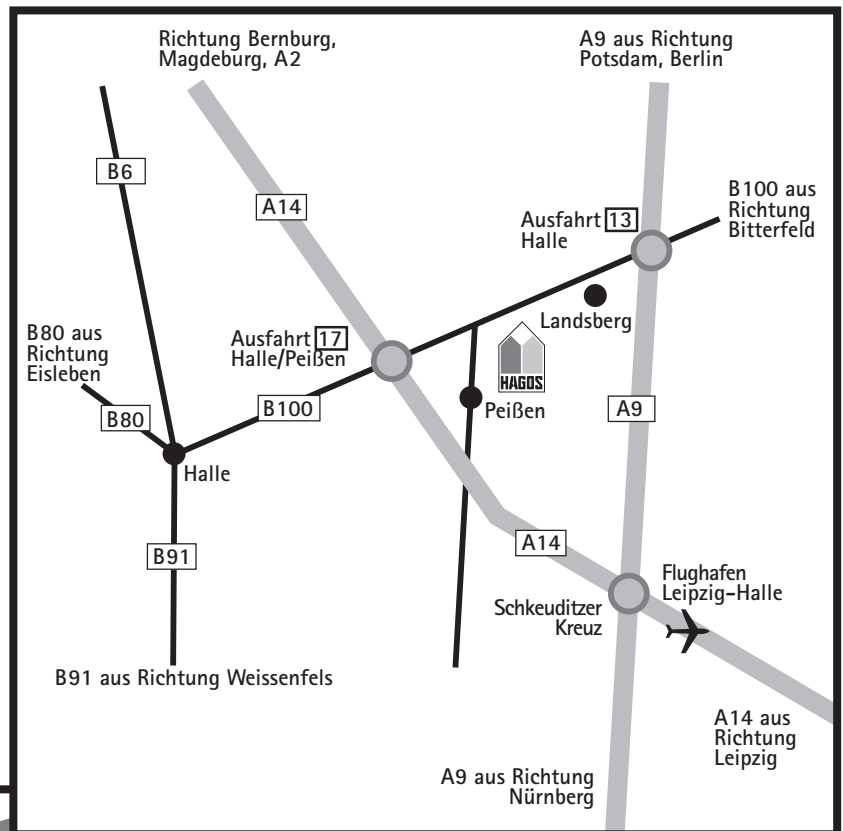 Richtung Bernburg,
Magdeburg, A2
A9 aus Richtung
Potsdam, Berlin
B6
A14
B100 aus
Richtung
Bitterfeld
Ausfahrt 13
Halle
Landsberg
B80 aus
Richtung
Eisleben
Ausfahrt 17
Halle/Peißen
HAGOS
B80
B100
Peißen
A9
Halle
A14
B91
Flughafen
Leipzig-Halle
Schkeuditzer
Kreuz
B91 aus Richtung Weissenfels
A14 aus
Richtung
Leipzig
A9 aus Richtung
Nürnberg